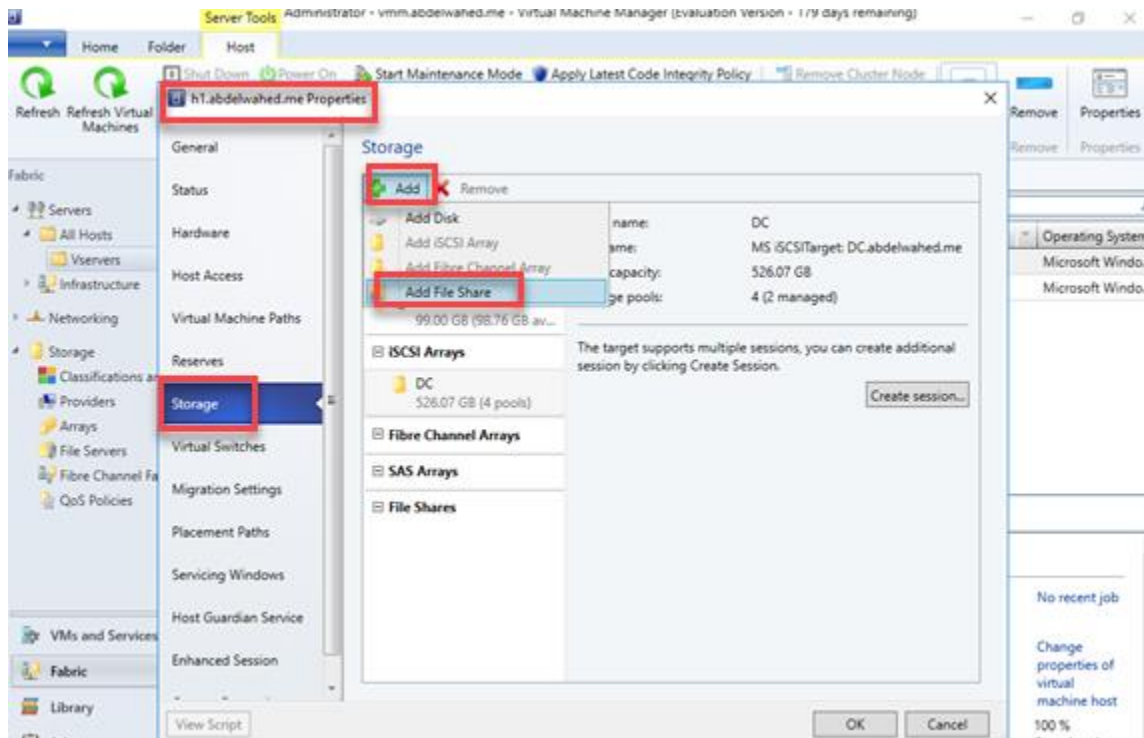 Server Tools
Administrator - vmm.abdelwahed.me - Virtual Machine Manager (Evaluation Version - 179 days remaining)
Home Folder Host
Shut Down Power On Start Maintenance Mode Apply Latest Code Integrity Policy Remove Cluster Node
Refresh Refresh Virtual Machines
Remove Properties
Remove Properties
h1.abdelwahed.me Properties
Fabric
Servers
All Hosts
Vservers
Infrastructure
Networking
Storage
Classifications
Providers
Arrays
File Servers
Fibre Channel Fa
QoS Policies
VMs and Services
Fabric
Library
General
Status
Hardware
Host Access
Virtual Machine Paths
Reserves
Storage
Virtual Switches
Migration Settings
Placement Paths
Servicing Windows
Host Guardian Service
Enhanced Session
View Script
Storage
Add Remove
Add Disk
Add iSCSI Array
Add Fibre Channel Array
Add File Share
99.00 GB (98.76 GB av...
iSCSI Arrays
DC
526.07 GB (4 pools)
Fibre Channel Arrays
SAS Arrays
File Shares
name: DC
ame: MS iSCSITarget: DC.abdelwahed.me
capacity: 526.07 GB
ge pools: 4 (2 managed)
The target supports multiple sessions, you can create additional
session by clicking Create Session.
Create session...
OK Cancel
Operating System
Microsoft Windo
Microsoft Windo
No recent job
Change
properties of
virtual
machine host
100 %